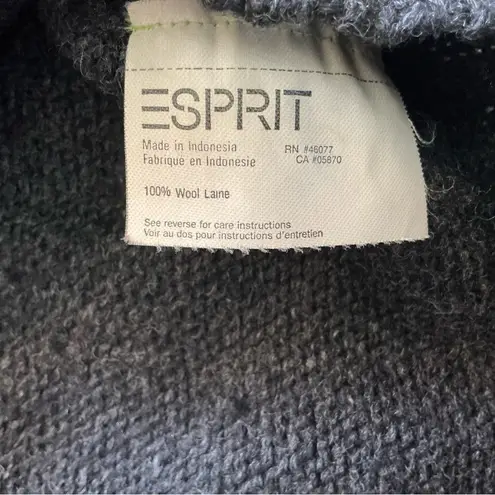 ESPRIT
Made in Indonesia RN #46077
Fabriqué en Indonesie CA #05870
100% Wool Laine
See reverse for care instructions
Voir au dos pour instructions d'entretien